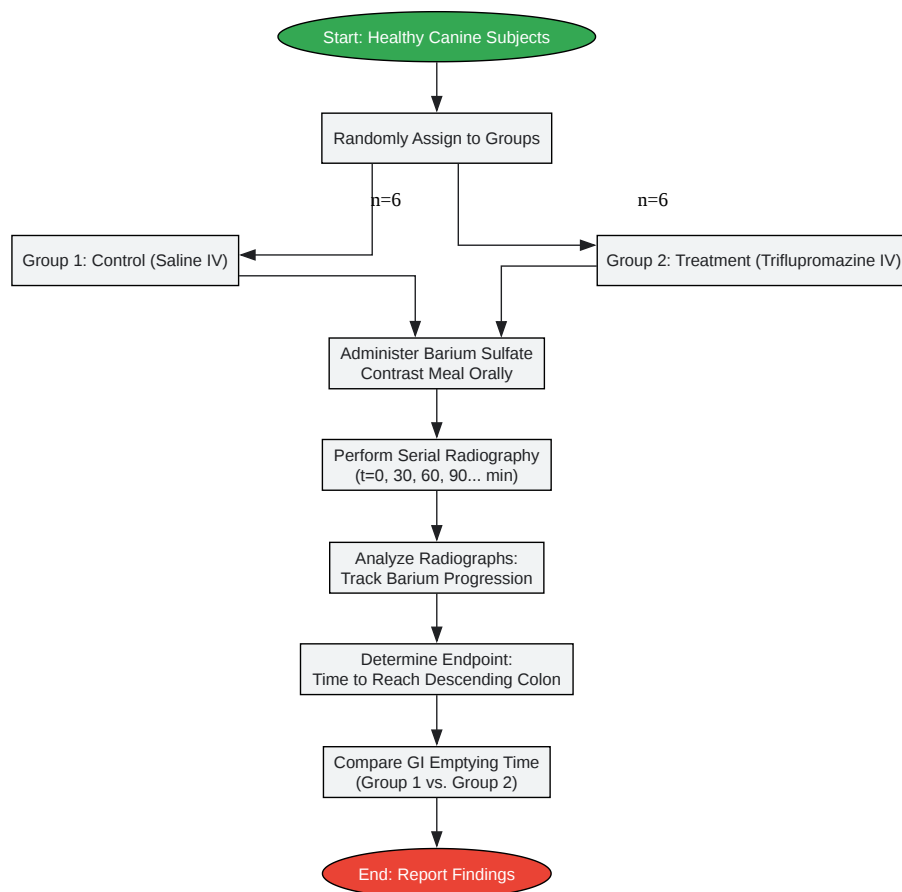 Start: Healthy Canine Subjects
Randomly Assign to Groups
n=6
n=6
Group 1: Control (Saline IV)
Group 2: Treatment (Triflupromazine IV)
Administer Barium Sulfate
Contrast Meal Orally
Perform Serial Radiography
(t=0, 30, 60, 90... min)
Analyze Radiographs:
Track Barium Progression
Determine Endpoint:
Time to Reach Descending Colon
Compare GI Emptying Time
(Group 1 vs. Group 2)
End: Report Findings